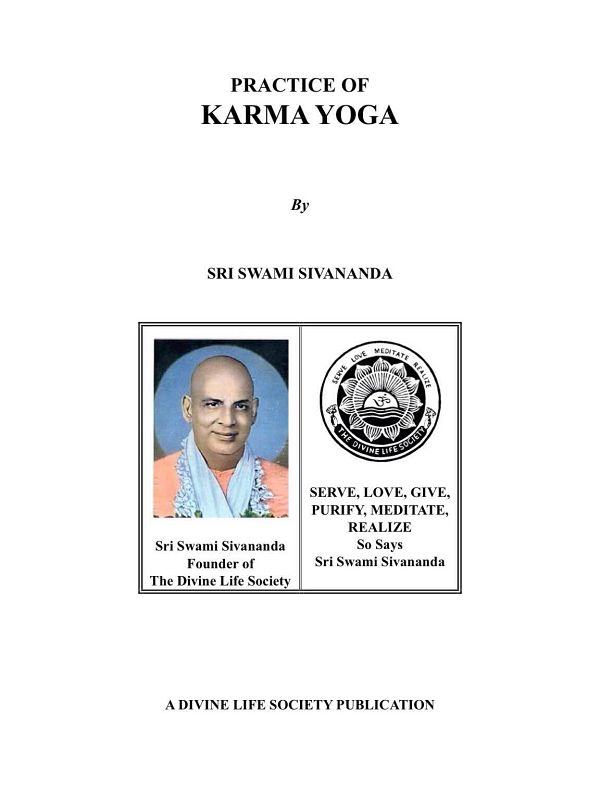 PRACTICE OF
KARMA YOGA
By
SRI SWAMI SIVANANDA
Sri Swami Sivananda
Founder of
The Divine Life Society
SERVE LOVE MEDITATE REALIZE
ॐ
THE DIVINE LIFE SOCIETY
SERVE, LOVE, GIVE,
PURIFY, MEDITATE,
REALIZE
So Says
Sri Swami Sivananda
A DIVINE LIFE SOCIETY PUBLICATION